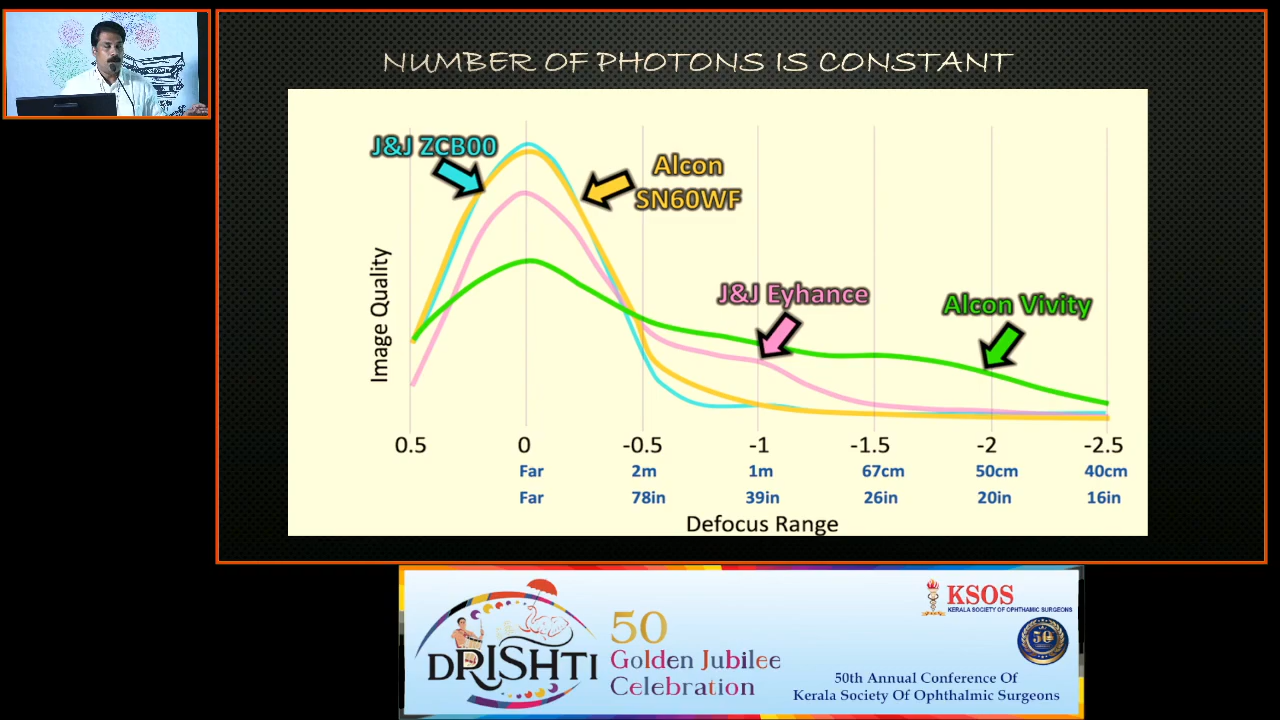 NUMBER OF PHOTONS IS CONSTANT
J&J ZCB00
Alcon
SN60WF
J&J Eyhance
Alcon Vivity
Image Quality
0.5 0 -0.5 -1 -1.5 -2 -2.5
Far 2m 1m 67cm 50cm 40cm
Far 78in 39in 26in 20in 16in
Defocus Range
DRISHTI
50
Golden Jubilee
Celebration
KSOS
KERALA SOCIETY OF OPHTHAMIC SURGEONS
50
50th Annual Conference Of
Kerala Society Of Ophthalmic Surgeons